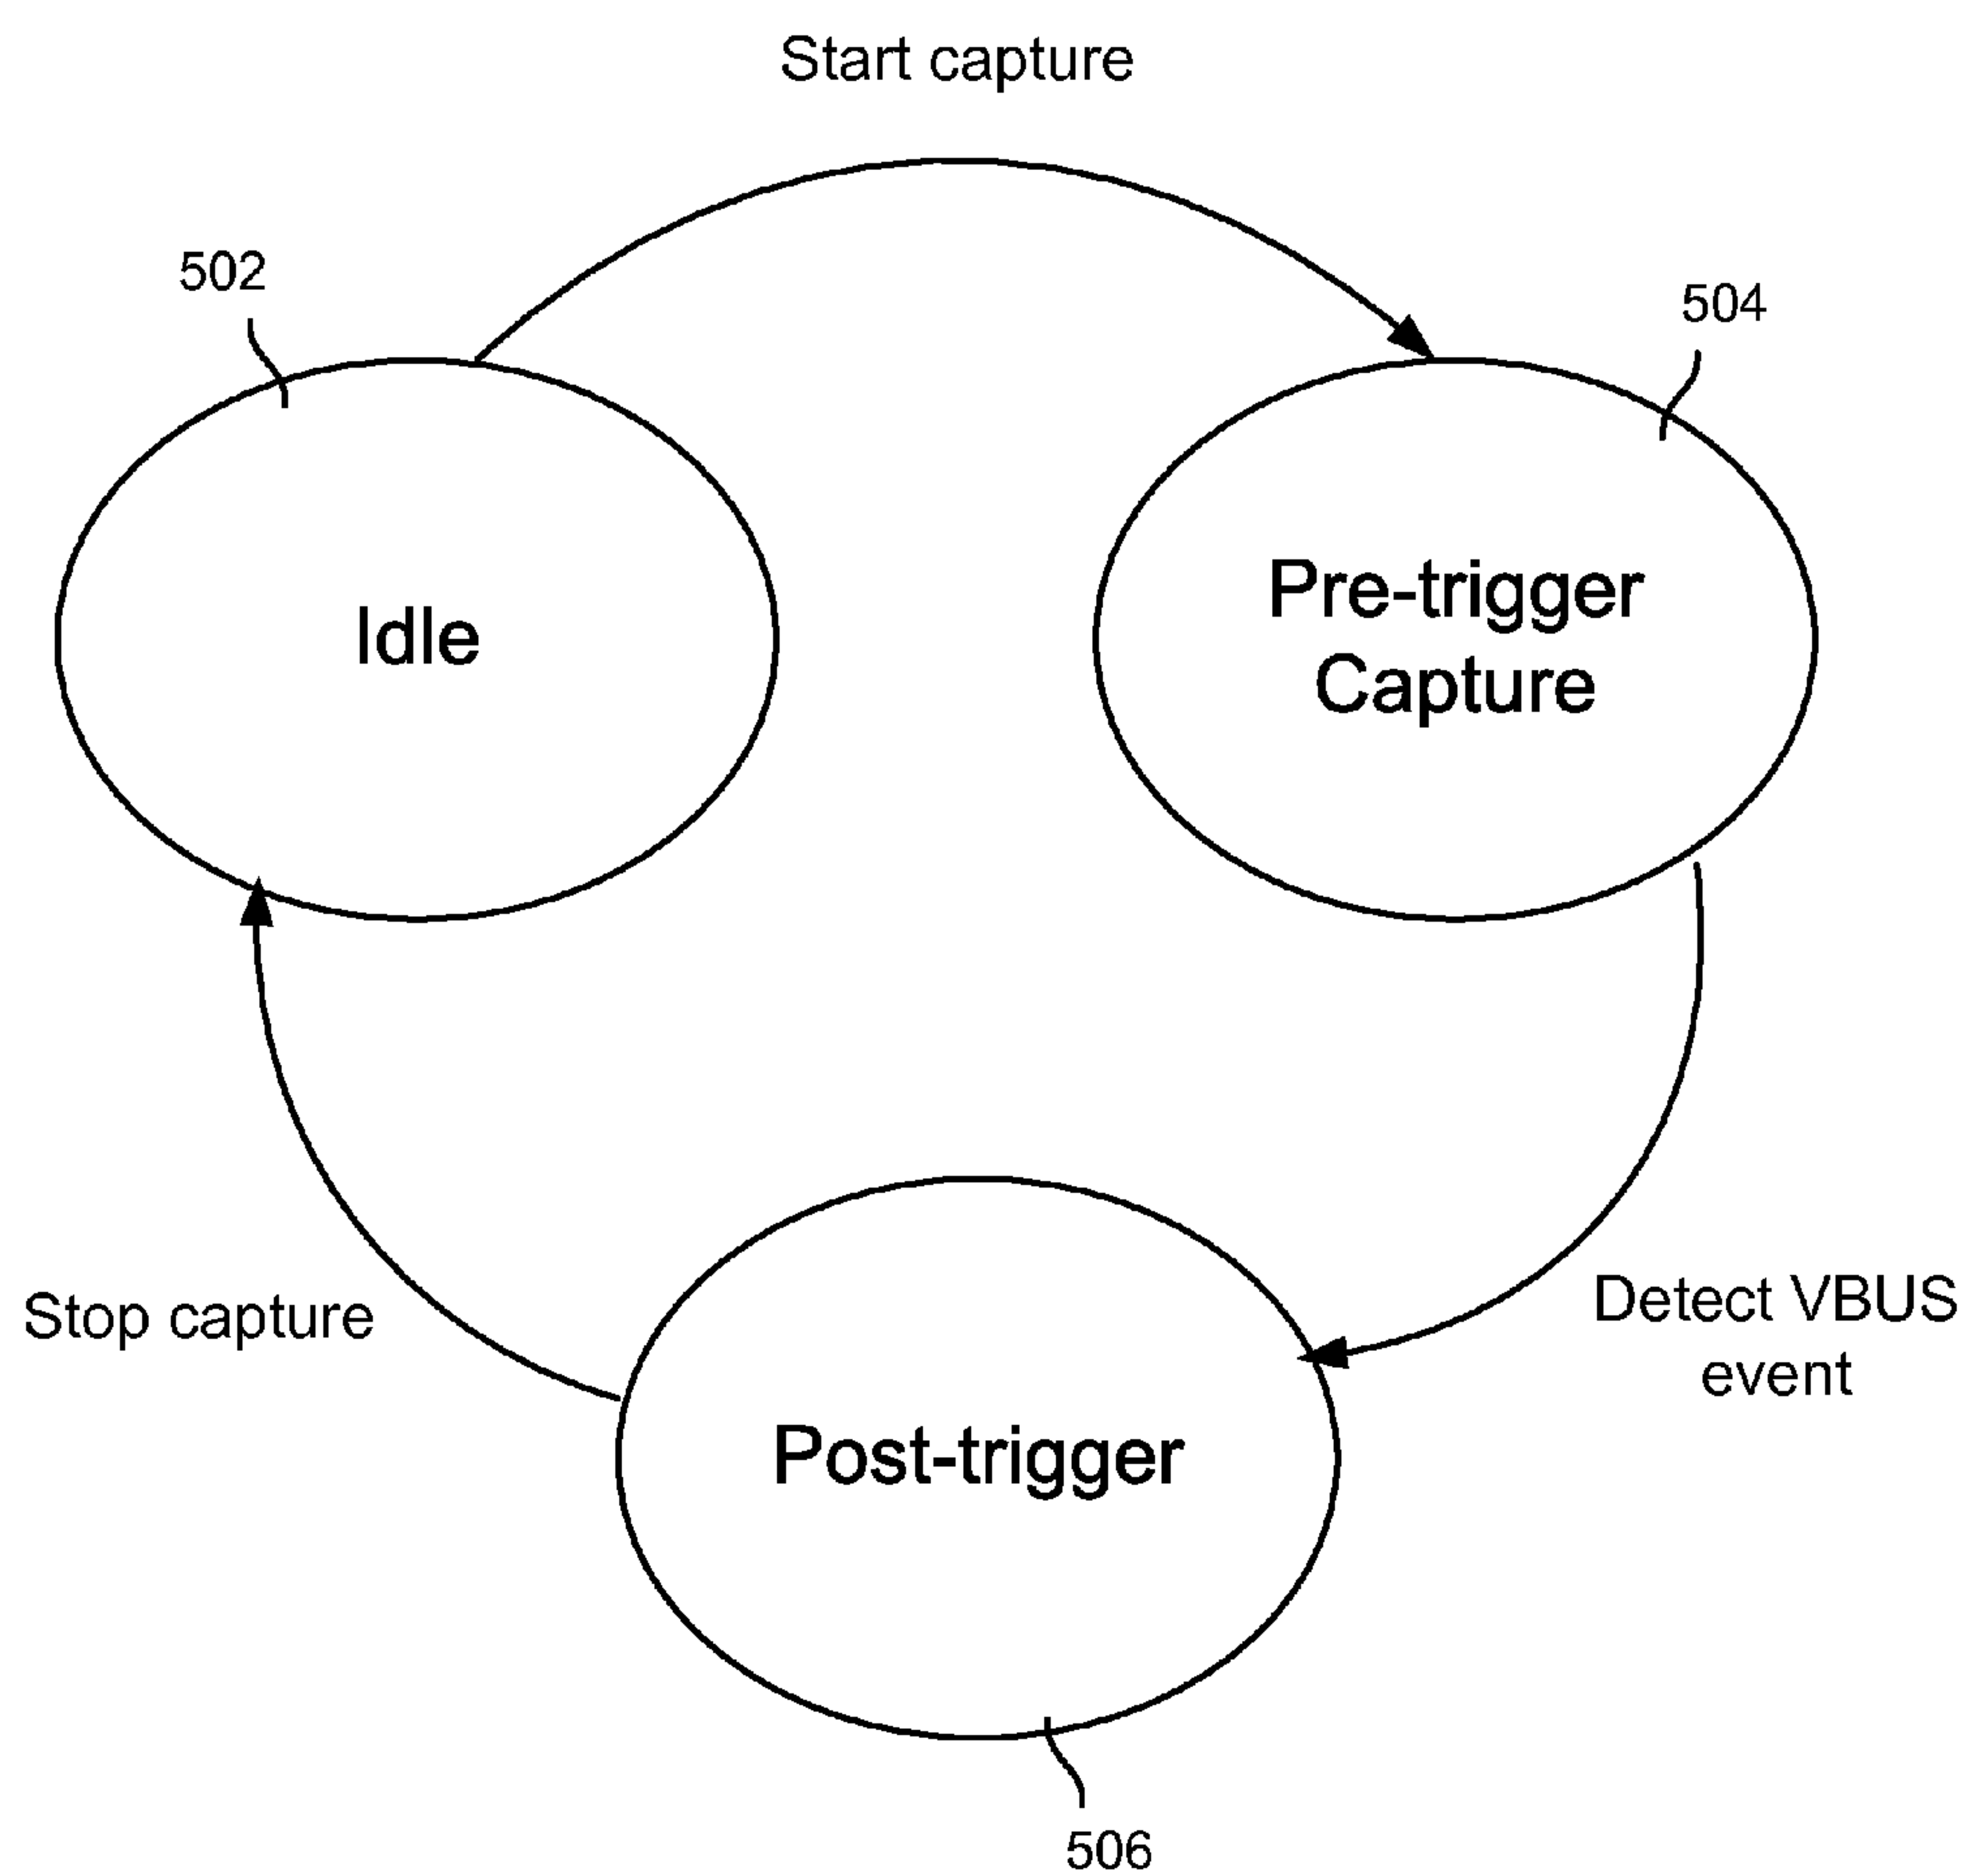 Start capture
502
504
Idle
Pre-trigger
Capture
Stop capture
Detect VBUS
event
Post-trigger
506